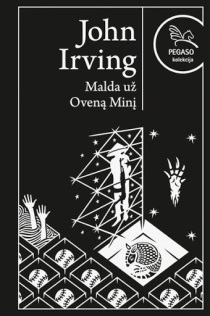 John
Irving
Malda už
Oveną Minį
PEGASO
kolekcija